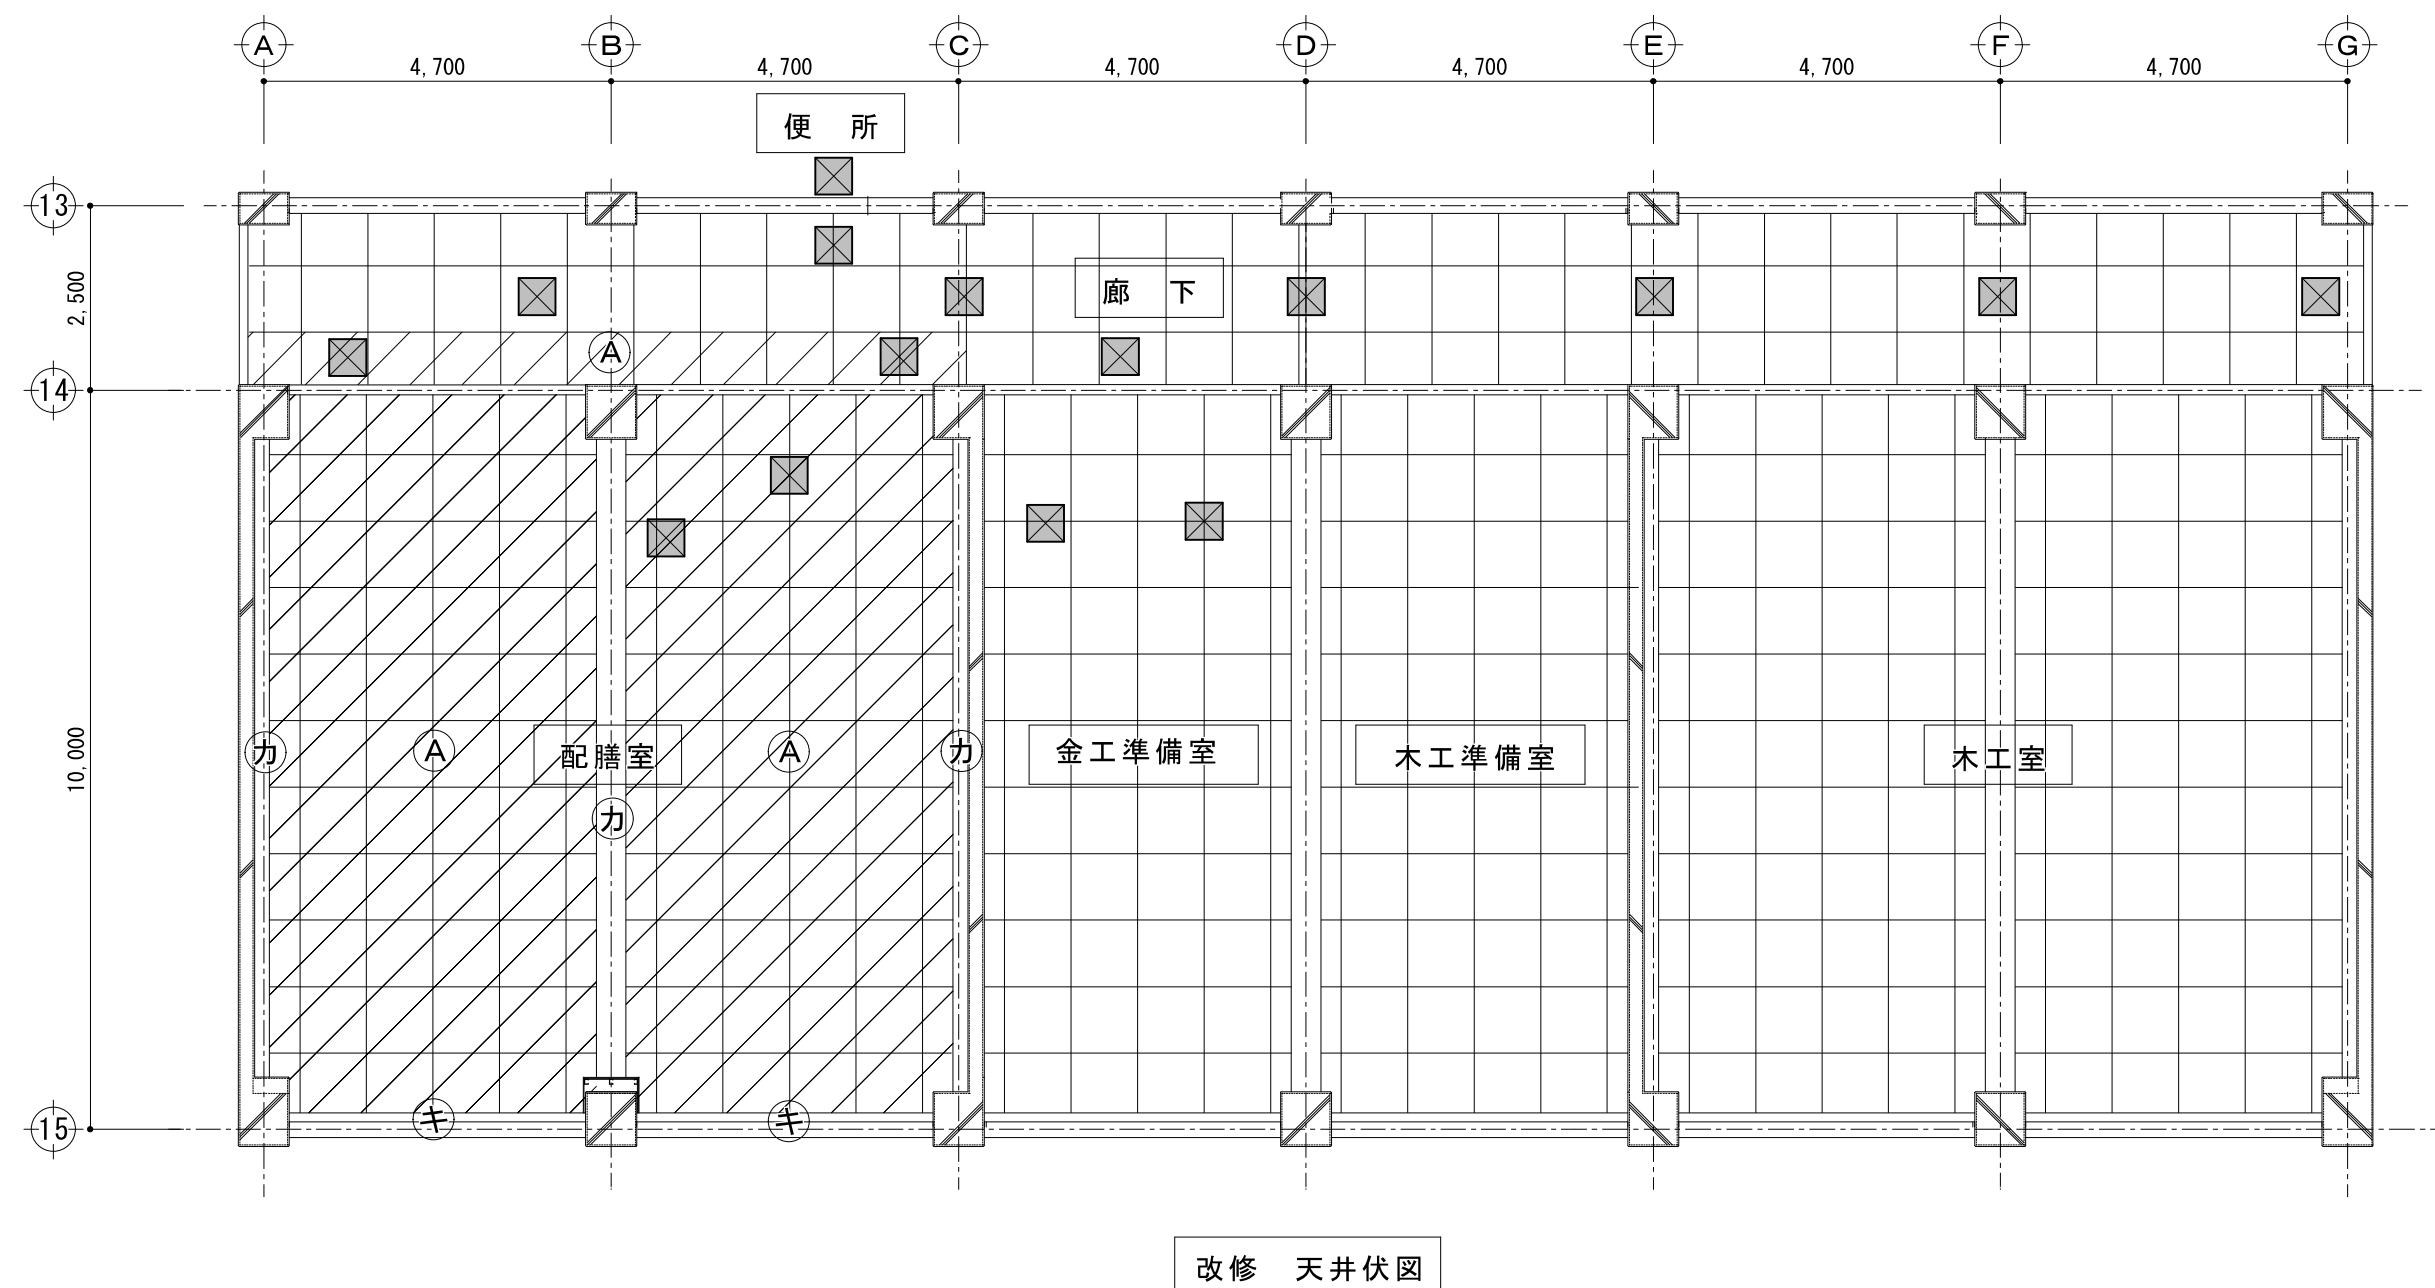 A B C D E F G
4,700 4,700 4,700 4,700 4,700 4,700
便 所
13
2,500
廊 下
A
14
10,000
カ A 配膳室 A カ 金工準備室 木工準備室 木工室
カ
キ キ
15
改修 天井伏図